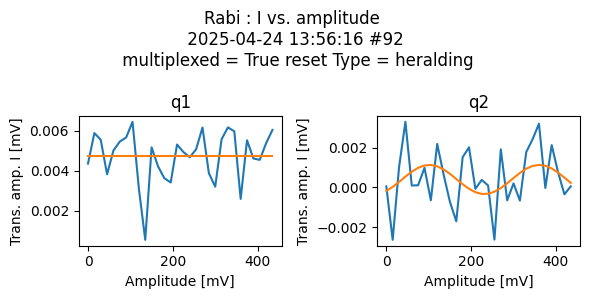 Rabi : I vs. amplitude
2025-04-24 13:56:16 #92
multiplexed = True reset Type = heralding
q1
q2
Trans. amp. I [mV]
0.006
0.004
0.002
0
200
400
Amplitude [mV]
Trans. amp. I [mV]
0.002
0.000
−0.002
0
200
400
Amplitude [mV]